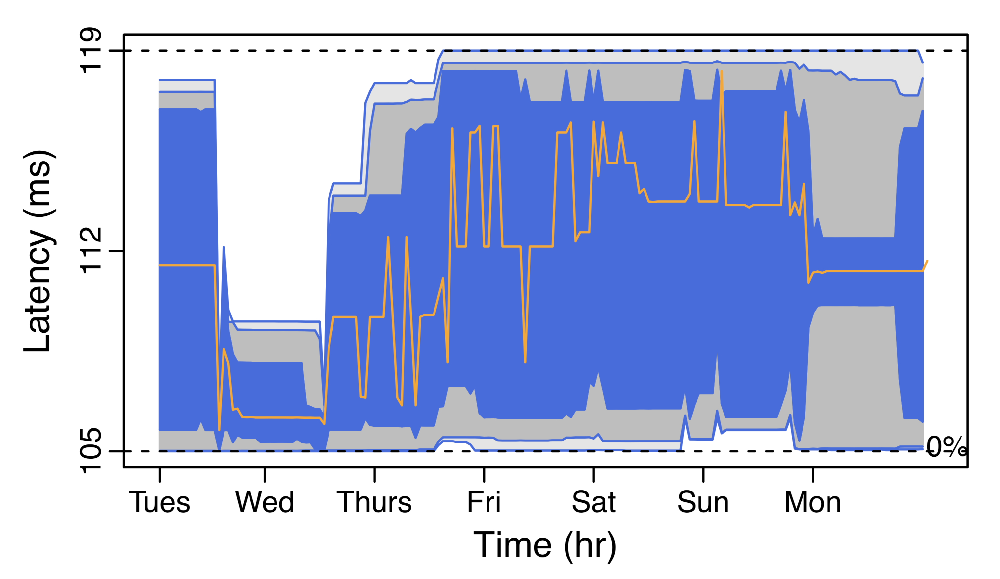 Latency (ms)
119
112
105
0%
Tues Wed Thurs Fri Sat Sun Mon
Time (hr)